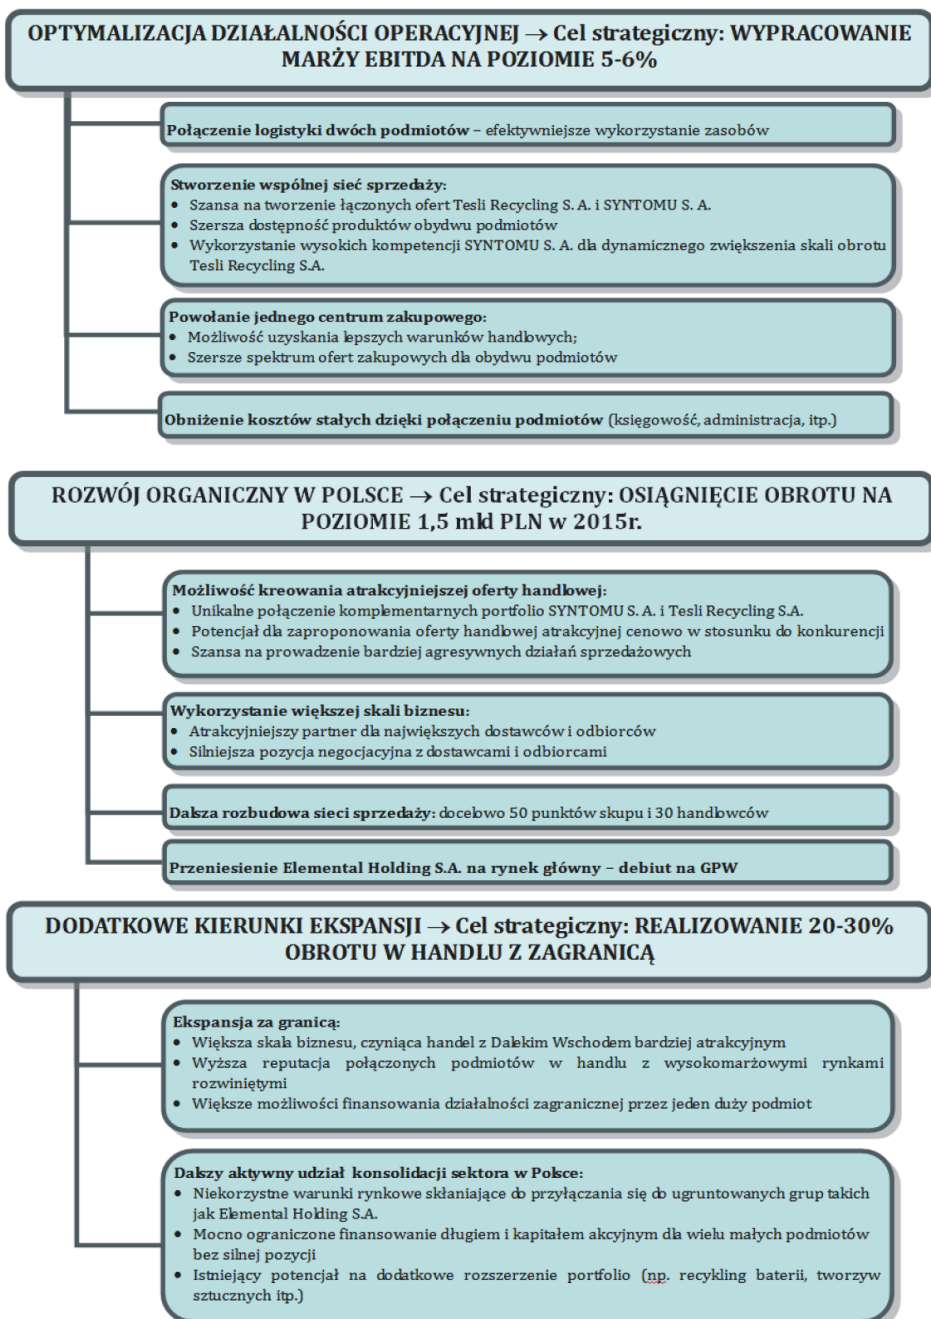 OPTYMALIZACJA DZIAŁALNOŚCI OPERACYJNEJ → Cel strategiczny: WYPRACOWANIE
MARŻY EBITDA NA POZIOMIE 5-6%
Połączenie logistyki dwóch podmiotów – efektywniejsze wykorzystanie zasobów
Stworzenie wspólnej sieć sprzedaży:
• Szansa na tworzenie łączonych ofert Tesli Recycling S. A. i SYNTOMU S. A.
• Szersza dostępność produktów obydwu podmiotów
• Wykorzystanie wysokich kompetencji SYNTOMU S. A. dla dynamicznego zwiększenia skali obrotu
Tesli Recycling S.A.
Powołanie jednego centrum zakupowego:
• Możliwość uzyskania lepszych warunków handlowych;
• Szersze spektrum ofert zakupowych dla obydwu podmiotów
Obniżenie kosztów stałych dzięki połączeniu podmiotów (księgowość, administracja, itp.)
ROZWÓJ ORGANICZNY W POLSCE → Cel strategiczny: OSIĄGNIĘCIE OBROTU NA
POZIOMIE 1,5 mld PLN w 2015r.
Możliwość kreowania atrakcyjniejszej oferty handlowej:
• Unikalne połączenie komplementarnych portfolio SYNTOMU S. A. i Tesli Recycling S.A.
• Potencjał dla zaproponowania oferty handlowej atrakcyjnej cenowo w stosunku do konkurencji
• Szansa na prowadzenie bardziej agresywnych działań sprzedażowych
Wykorzystanie większej skali biznesu:
• Atrakcyjniejszy partner dla największych dostawców i odbiorców
• Silniejsza pozycja negocjacyjna z dostawcami i odbiorcami
Dalsza rozbudowa sieci sprzedaży: docelowo 50 punktów skupu i 30 handlowców
Przeniesienie Elemental Holding S.A. na rynek główny – debiut na GPW
DODATKOWE KIERUNKI EKSPANSJI → Cel strategiczny: REALIZOWANIE 20-30%
OBROTU W HANDLU Z ZAGRANICĄ
Ekspansja za granicą:
• Większa skala biznesu, czyniąca handel z Dalekim Wschodem bardziej atrakcyjnym
• Wyższa reputacja połączonych podmiotów w handlu z wysokomarżowymi rynkami
rozwiniętymi
• Większe możliwości finansowania działalności zagranicznej przez jeden duży podmiot
Dalszy aktywny udział konsolidacji sektora w Polsce:
• Niekorzystne warunki rynkowe skłaniające do przyłączania się do ugruntowanych grup takich
jak Elemental Holding S.A.
• Mocno ograniczone finansowanie długiem i kapitałem akcyjnym dla wielu małych podmiotów
bez silnej pozycji
• Istniejący potencjał na dodatkowe rozszerzenie portfolio (np. recykling baterii, tworzyw
sztucznych itp.)